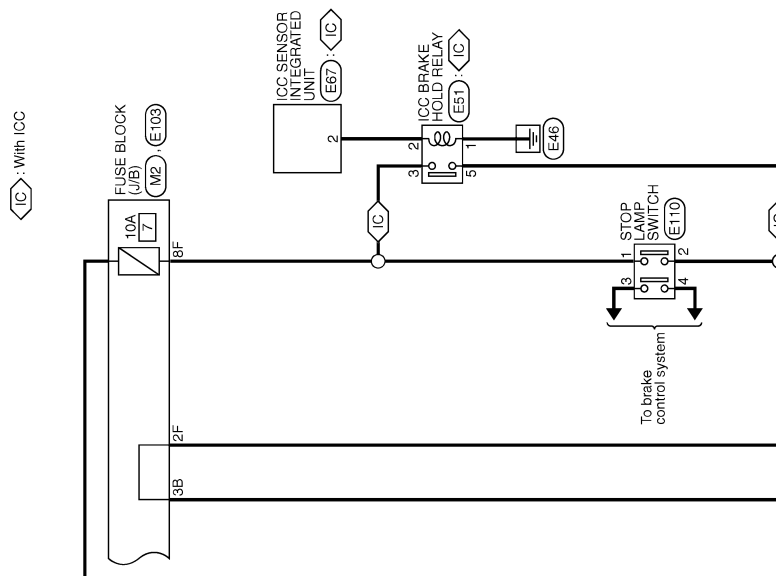 IC : With ICC
FUSE BLOCK
(J/B)
M2 , E103
10A
7
8F
2F
3B
ICC SENSOR
INTEGRATED
UNIT
E67 : IC
2
ICC BRAKE
HOLD RELAY
E51 : IC
2
1
3
5
E46
IC
STOP
LAMP
SWITCH
E110
1
2
3
4
To brake
control system
IC